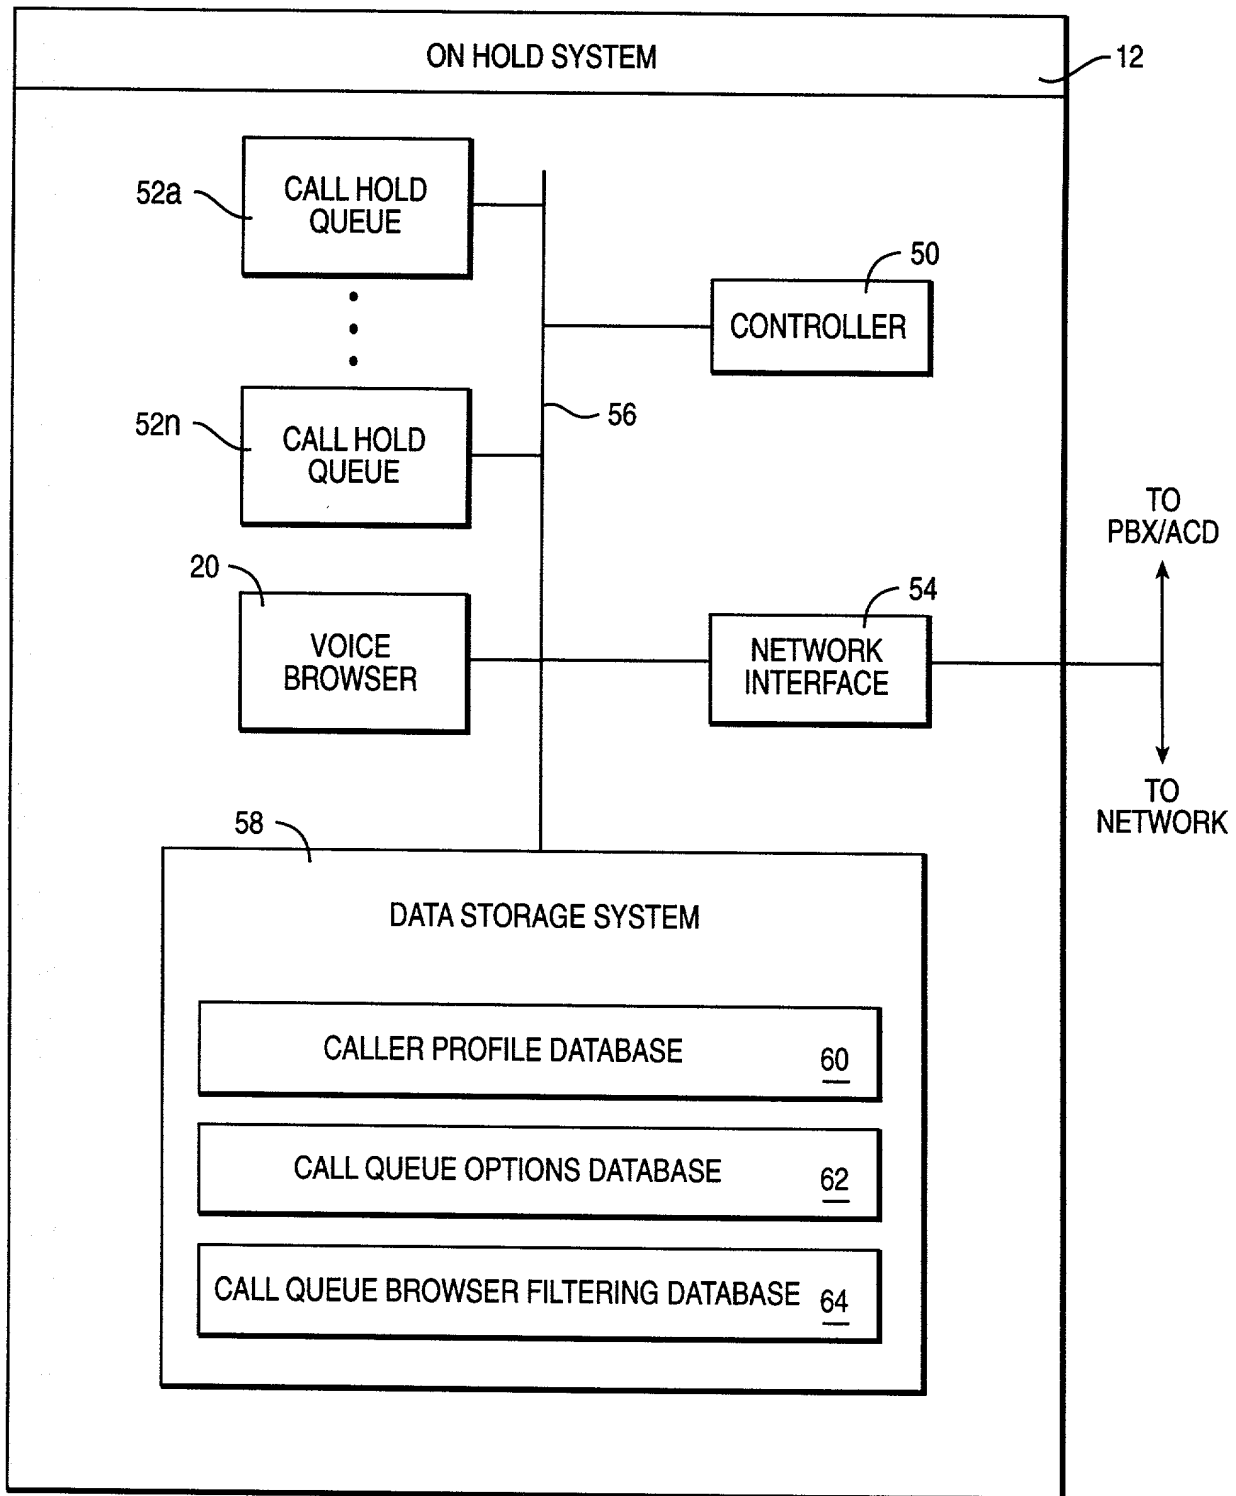 ON HOLD SYSTEM
12
52a
CALL HOLD
QUEUE
50
CONTROLLER
52n
CALL HOLD
QUEUE
56
TO
PBX/ACD
20
VOICE
BROWSER
54
NETWORK
INTERFACE
TO
NETWORK
58
DATA STORAGE SYSTEM
CALLER PROFILE DATABASE 60
CALL QUEUE OPTIONS DATABASE 62
CALL QUEUE BROWSER FILTERING DATABASE 64